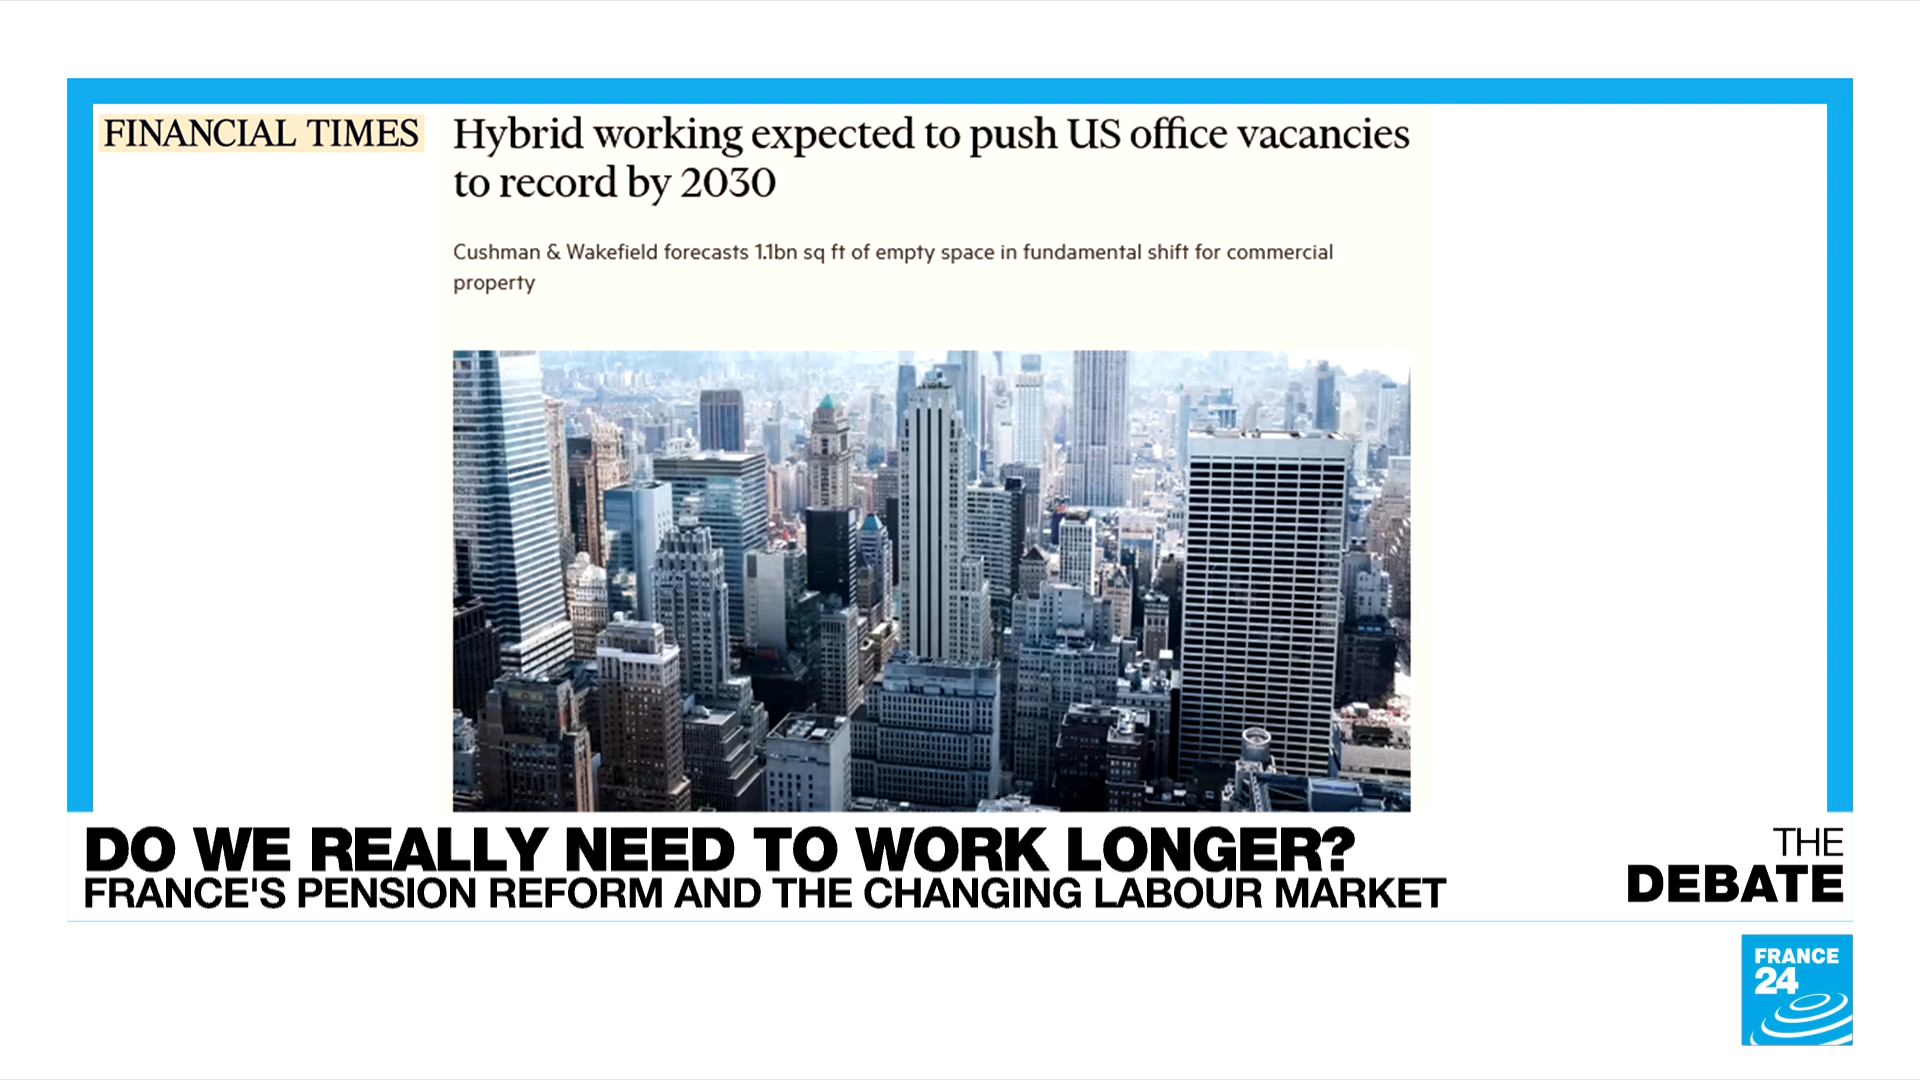 FINANCIAL TIMES
Hybrid working expected to push US office vacancies
to record by 2030
Cushman & Wakefield forecasts 1.1bn sq ft of empty space in fundamental shift for commercial
property
DO WE REALLY NEED TO WORK LONGER?
FRANCE'S PENSION REFORM AND THE CHANGING LABOUR MARKET
THE
DEBATE
FRANCE
24